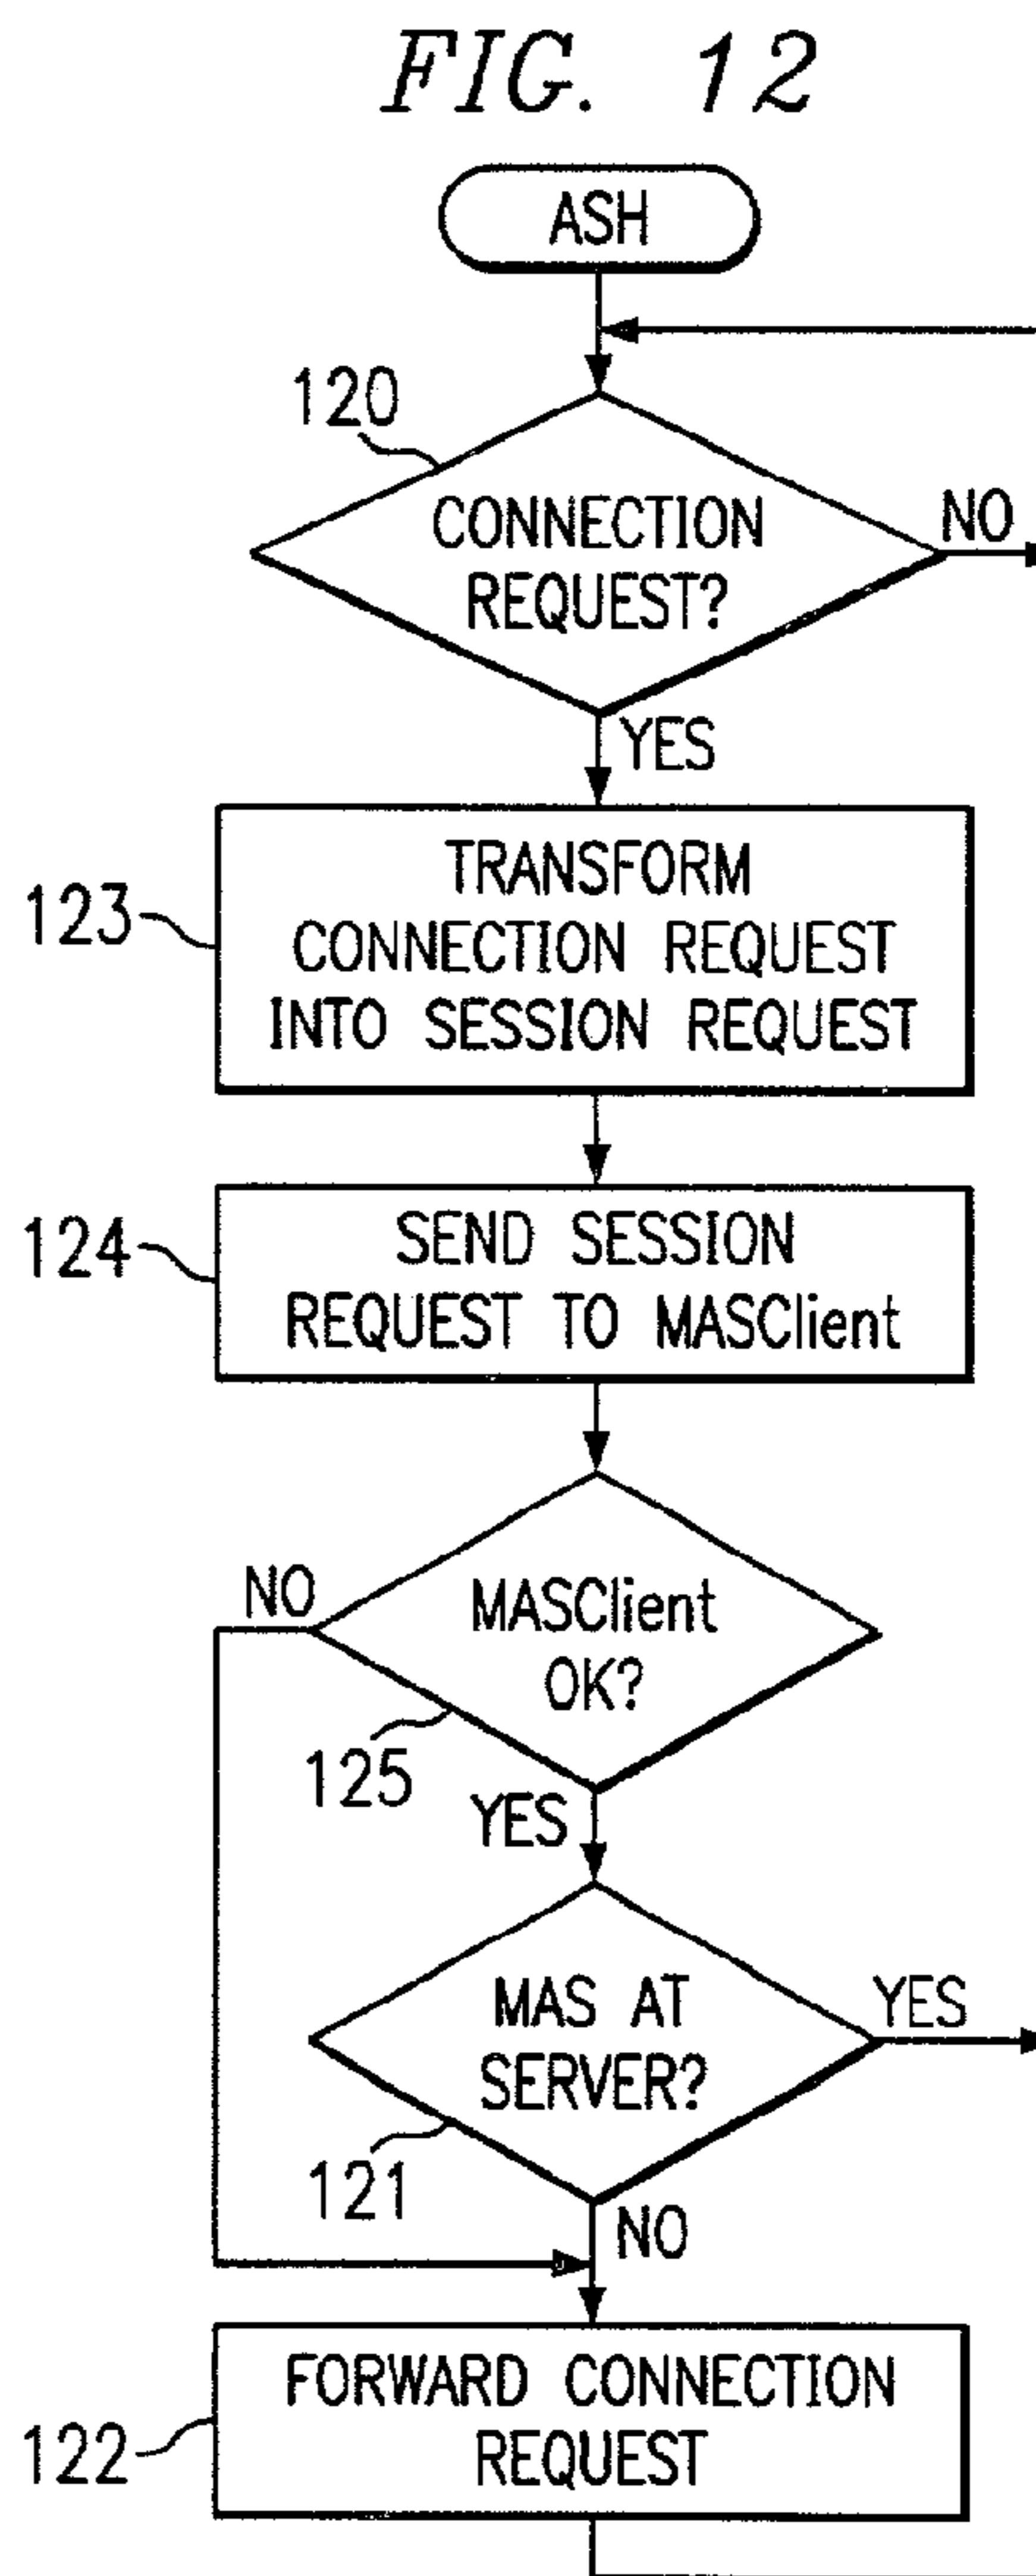 FIG. 12
ASH
120
CONNECTION
REQUEST?
NO
YES
123
TRANSFORM
CONNECTION REQUEST
INTO SESSION REQUEST
124
SEND SESSION
REQUEST TO MASClient
NO
MASClient
OK?
125
YES
MAS AT
SERVER?
YES
121
NO
FORWARD CONNECTION
REQUEST
122